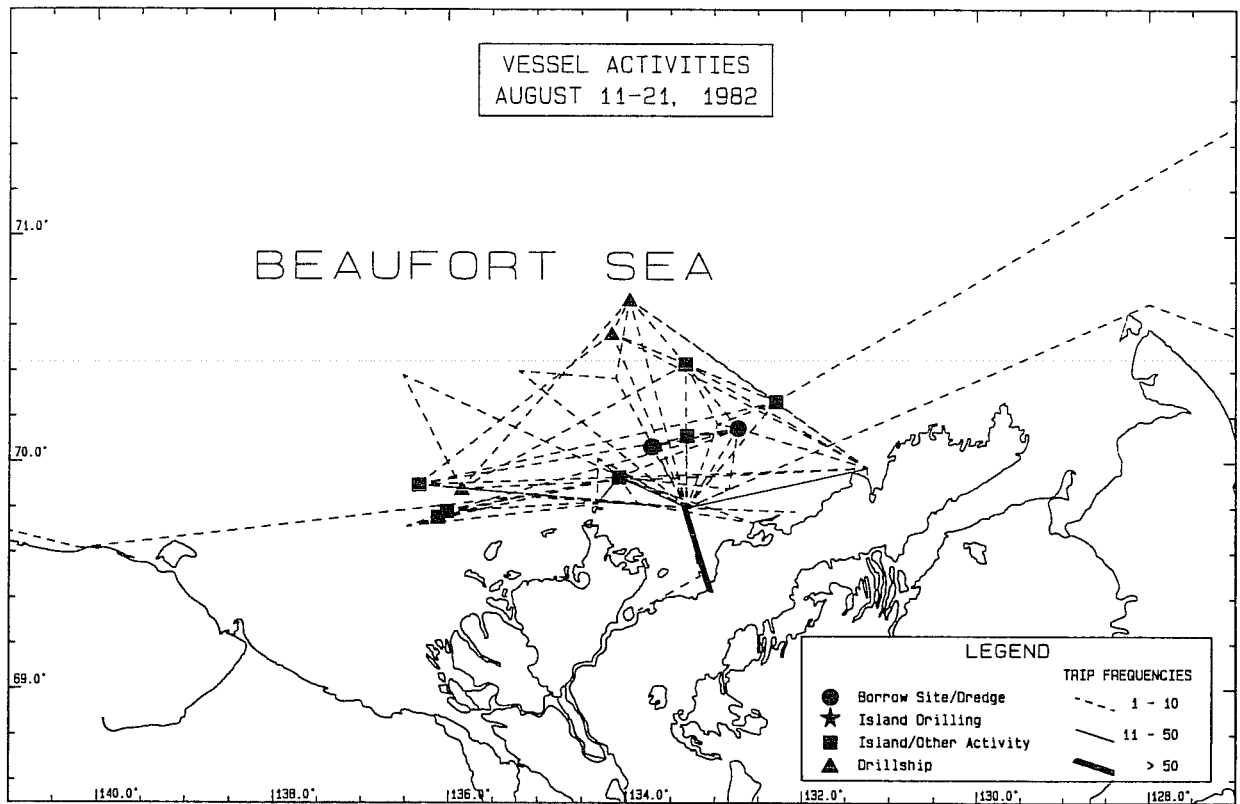 VESSEL ACTIVITIES
AUGUST 11-21, 1982
71.0°
BEAUFORT SEA
70.0°
69.0°
LEGEND
TRIP FREQUENCIES
Borrow Site/Dredge
1 - 10
Island Drilling
11 - 50
Island/Other Activity
Drillship
> 50
140.0° 138.0° 136.0° 134.0° 132.0° 130.0° 128.0°